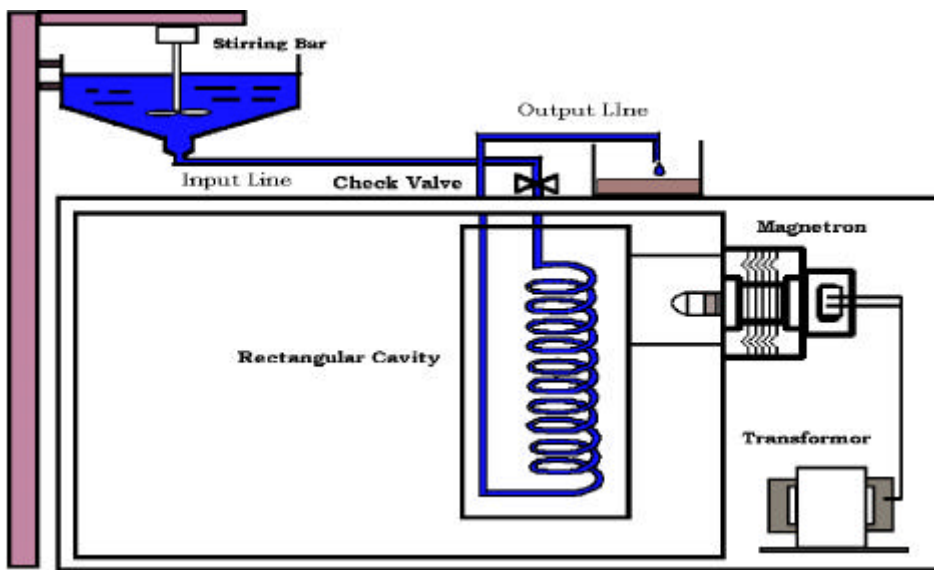 Stirring Bar
Output LIne
Input Line
Check Valve
Magnetron
Rectangular Cavity
Transformor